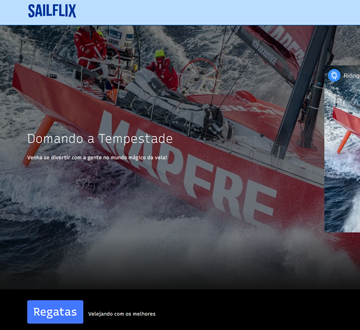 SAILFLIX
Riding
Domando a Tempestade
Venha se divertir com a gente no mundo mágico da vela!
MAPFRE
Regatas
Velejando com os melhores